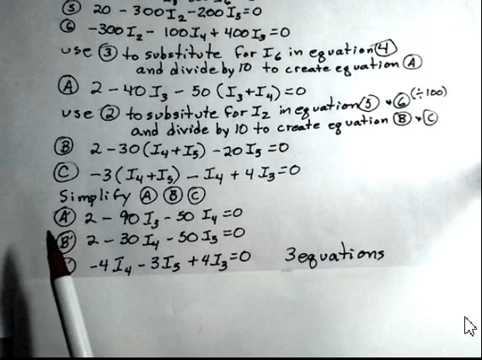 ⑤ 20 - 300I₂ - 200I₅ = 0
⑥ -300I₂ - 100I₄ + 400I₃ = 0
use ③ to substitute for I₆ in equation ④
and divide by 10 to create equation Ⓐ
Ⓐ 2 - 40I₃ - 50(I₃+I₄) = 0
use ② to subsitute for I₂ in equation ⑤ + ⑥ (÷100)
and divide by 10 to create equation Ⓑ + Ⓒ
Ⓑ 2 - 30(I₄+I₅) - 20I₅ = 0
Ⓒ -3(I₄+I₅) - I₄ + 4I₃ = 0
Simplify Ⓐ Ⓑ Ⓒ
Ⓐ' 2 - 90I₃ - 50I₄ = 0
Ⓑ' 2 - 30I₄ - 50I₅ = 0
-4I₄ - 3I₅ + 4I₃ = 0 3 equations